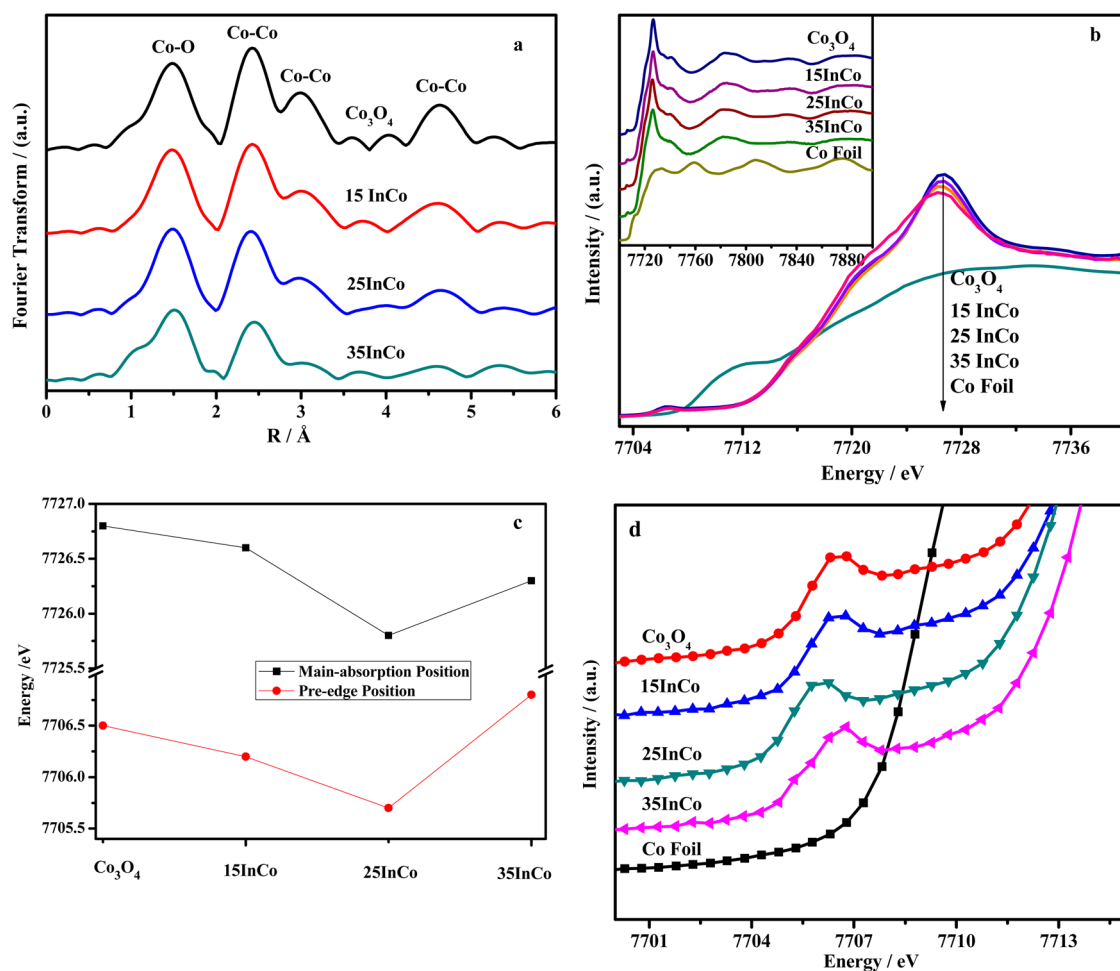 a
Co-O
Co-Co
Co-Co
Co₃O₄
Co-Co
15 InCo
25InCo
35InCo
Fourier Transform / (a.u.)
0 1 2 3 4 5 6
R / Å
b
Co₃O₄
15InCo
25InCo
35InCo
Co Foil
7720 7760 7800 7840 7880
Co₃O₄
15 InCo
25 InCo
35 InCo
Co Foil
Intensity / (a.u.)
7704 7712 7720 7728 7736
Energy / eV
c
7727.0
7726.5
7726.0
7725.5
7706.5
7706.0
7705.5
Energy /eV
Main-absorption Position
Pre-edge Position
Co₃O₄ 15InCo 25InCo 35InCo
d
Co₃O₄
15InCo
25InCo
35InCo
Co Foil
Intensity / (a.u.)
7701 7704 7707 7710 7713
Energy / eV